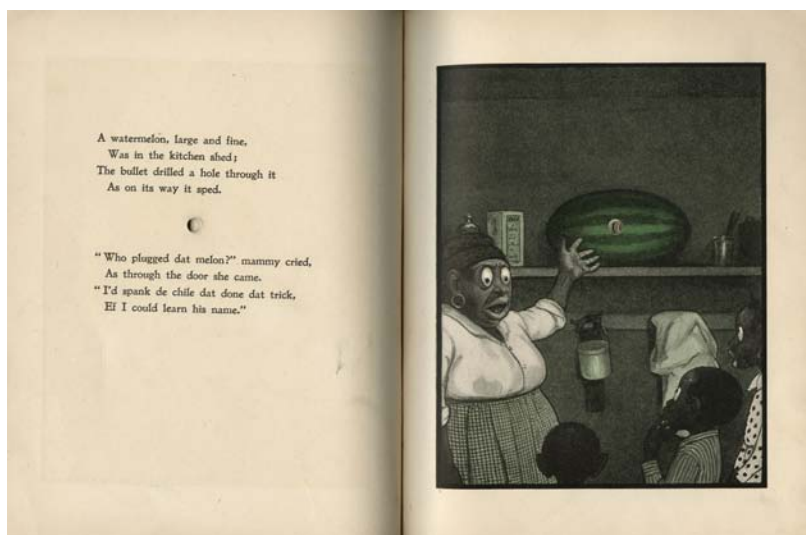 A watermelon, large and fine,
Was in the kitchen shed;
The bullet drilled a hole through it
As on its way it sped.
"Who plugged dat melon?" mammy cried,
As through the door she came.
"I'd spank de chile dat done dat trick,
Ef I could learn his name."